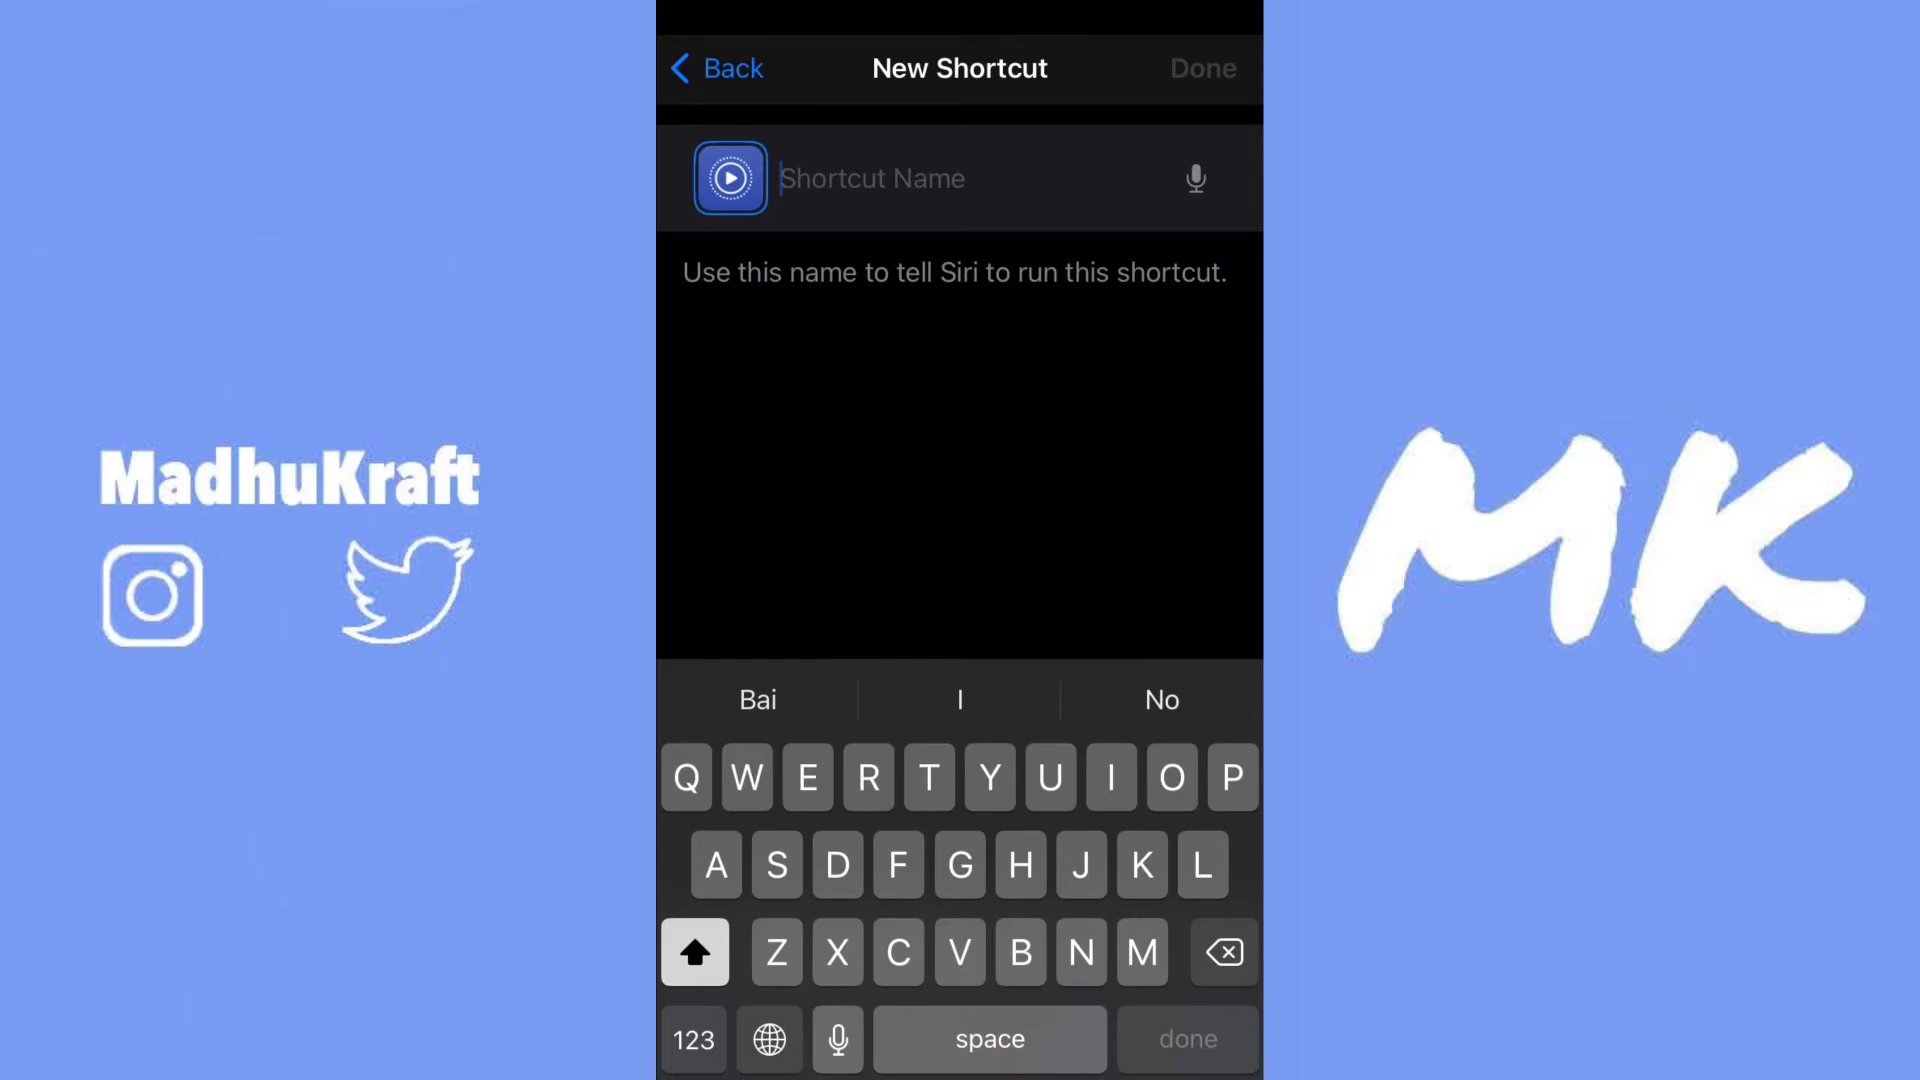 Back New Shortcut Done
Shortcut Name
Use this name to tell Siri to run this shortcut.
MadhuKraft
MK
Bai I No
Q W E R T Y U I O P
A S D F G H J K L
Z X C V B N M
123 space done